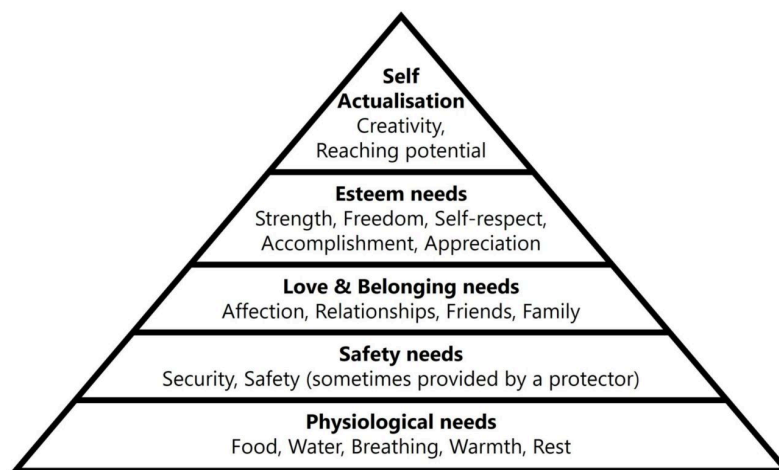 Self
Actualisation
Creativity,
Reaching potential
Esteem needs
Strength, Freedom, Self-respect,
Accomplishment, Appreciation
Love & Belonging needs
Affection, Relationships, Friends, Family
Safety needs
Security, Safety (sometimes provided by a protector)
Physiological needs
Food, Water, Breathing, Warmth, Rest